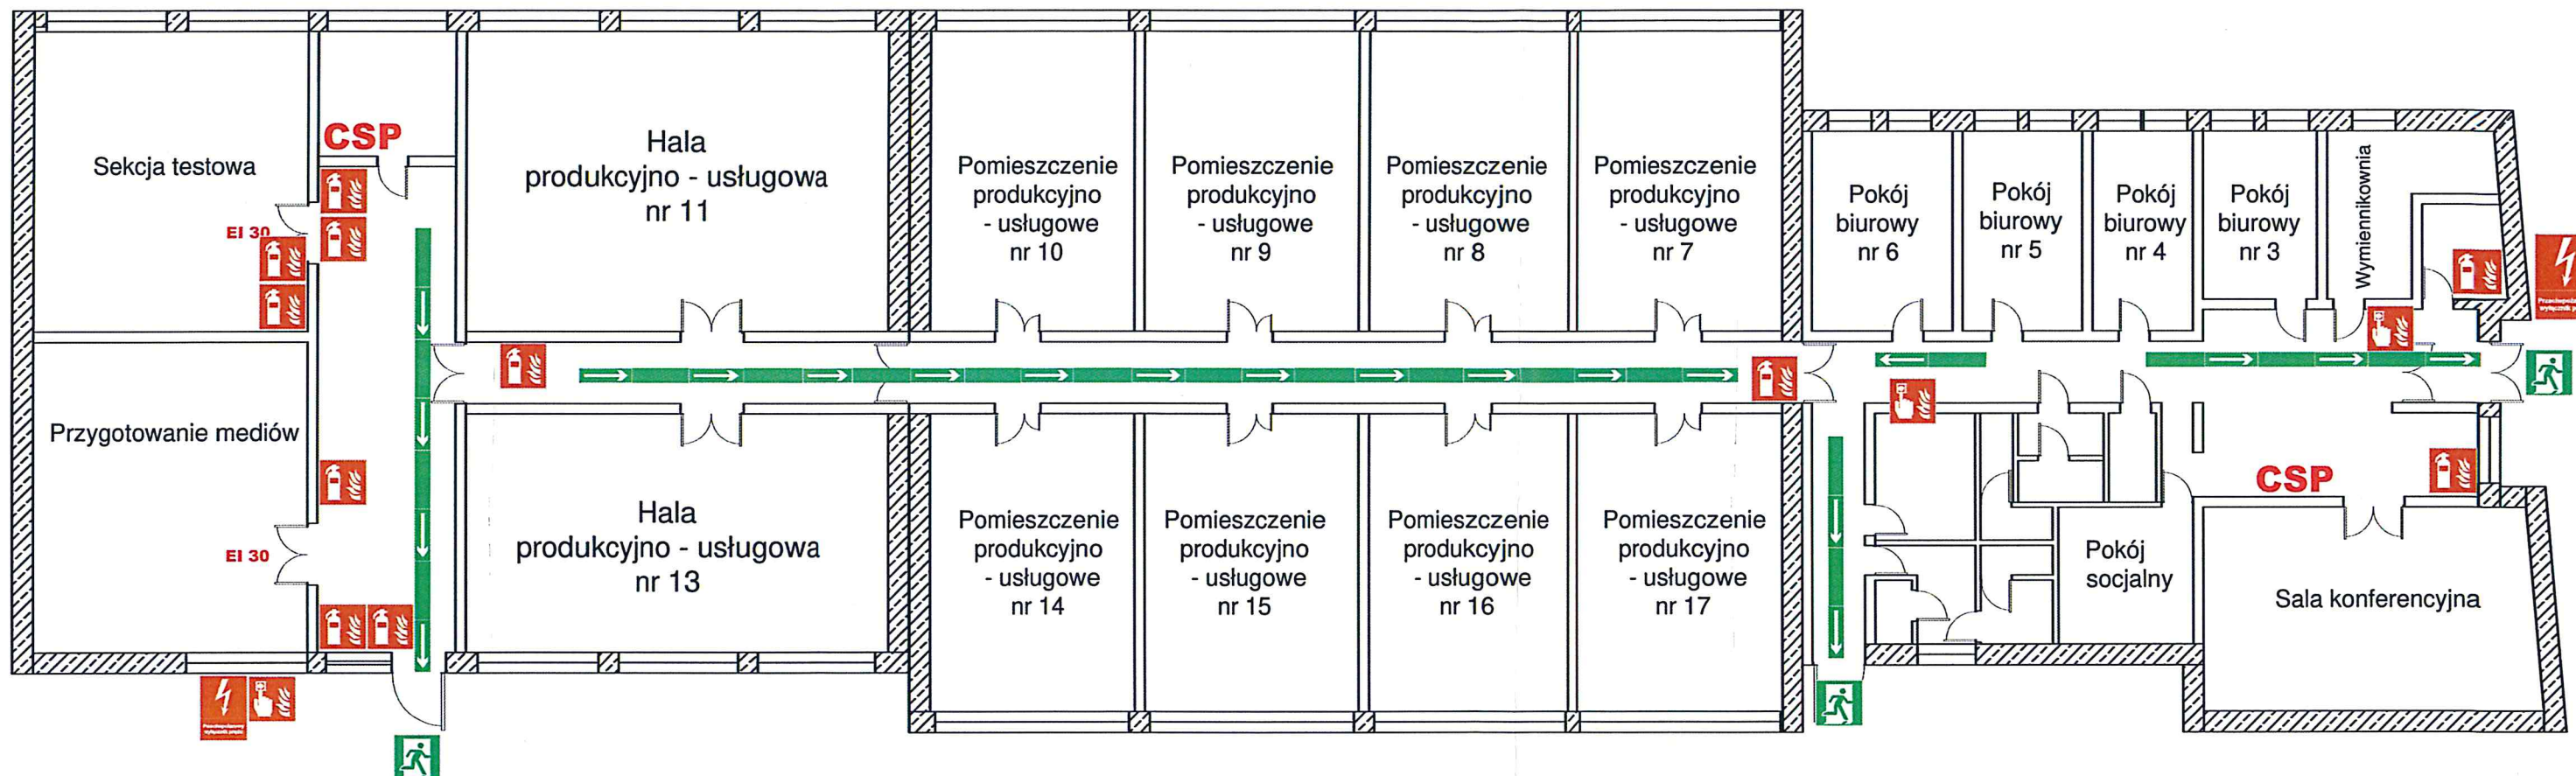 CSP
Sekcja testowa
EI 30
Przygotowanie mediów
EI 30
Hala
produkcyjno - usługowa
nr 11
Hala
produkcyjno - usługowa
nr 13
Pomieszczenie
produkcyjno
- usługowe
nr 10
Pomieszczenie
produkcyjno
- usługowe
nr 9
Pomieszczenie
produkcyjno
- usługowe
nr 8
Pomieszczenie
produkcyjno
- usługowe
nr 7
Pomieszczenie
produkcyjno
- usługowe
nr 14
Pomieszczenie
produkcyjno
- usługowe
nr 15
Pomieszczenie
produkcyjno
- usługowe
nr 16
Pomieszczenie
produkcyjno
- usługowe
nr 17
Pokój
biurowy
nr 6
Pokój
biurowy
nr 5
Pokój
biurowy
nr 4
Pokój
biurowy
nr 3
Wymiennikownia
CSP
Pokój
socjalny
Sala konferencyjna